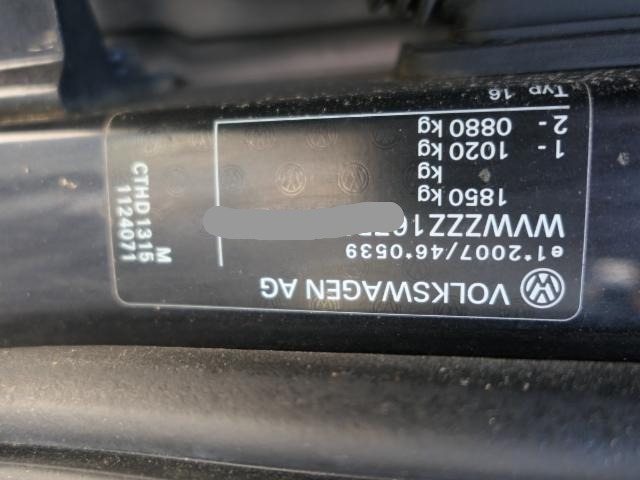 VOLKSWAGEN AG
e1*2007/46*0539
WVWZZZ16
1850 kg
kg
1 - 1020 kg
2 - 0880 kg
Typ 16
M
CTHD1315
1124071